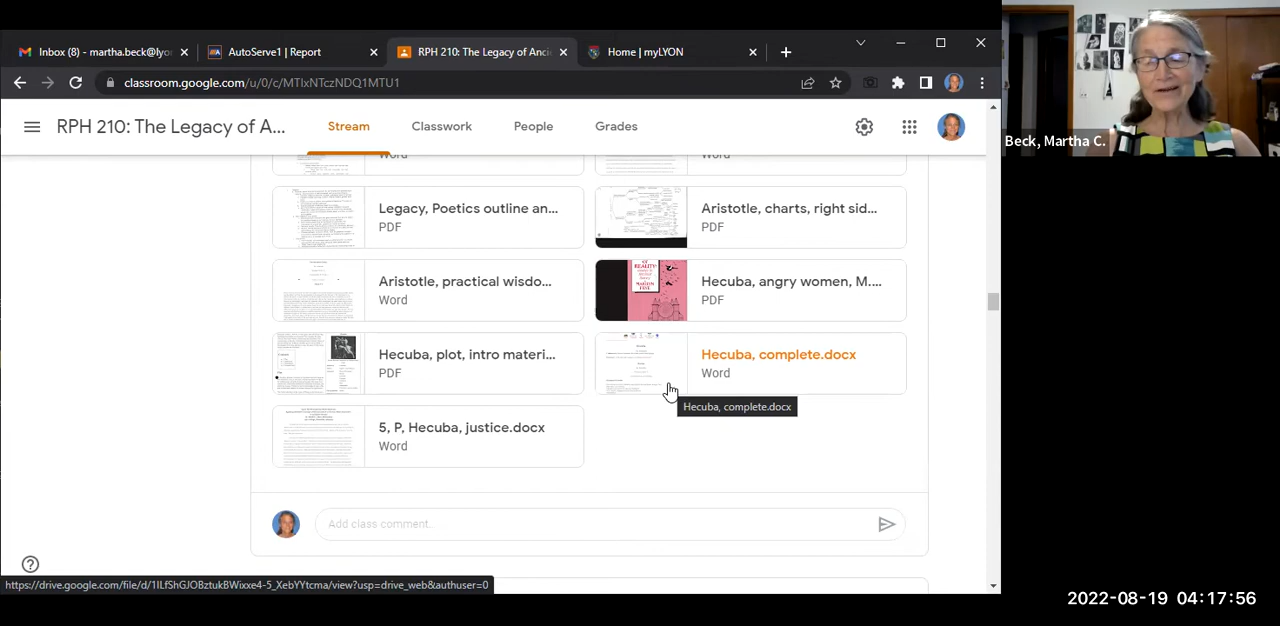 Inbox (8) - martha.beck@lyo
AutoServe1 | Report
RPH 210: The Legacy of Anci
Home | myLYON
classroom.google.com/u/0/c/MTIxNTczNDQ1MTU1
RPH 210: The Legacy of A...
Stream
Classwork
People
Grades
Beck, Martha C.
Word
Word
Legacy, Poetics outline an...
PDF
Aristotle, charts, right sid...
PDF
Aristotle, practical wisdo...
Word
OF
REALITY:
Hecuba, angry women, M....
PDF
Hecuba, plot, intro materi...
PDF
Hecuba, complete.docx
Word
Hecuba, complete.docx
5, P, Hecuba, justice.docx
Word
Add class comment...
https://drive.google.com/file/d/1ILfShGJOBztukBWixxe4-5_XebYYtcma/view?usp=drive_web&authuser=0
2022-08-19 04:17:56